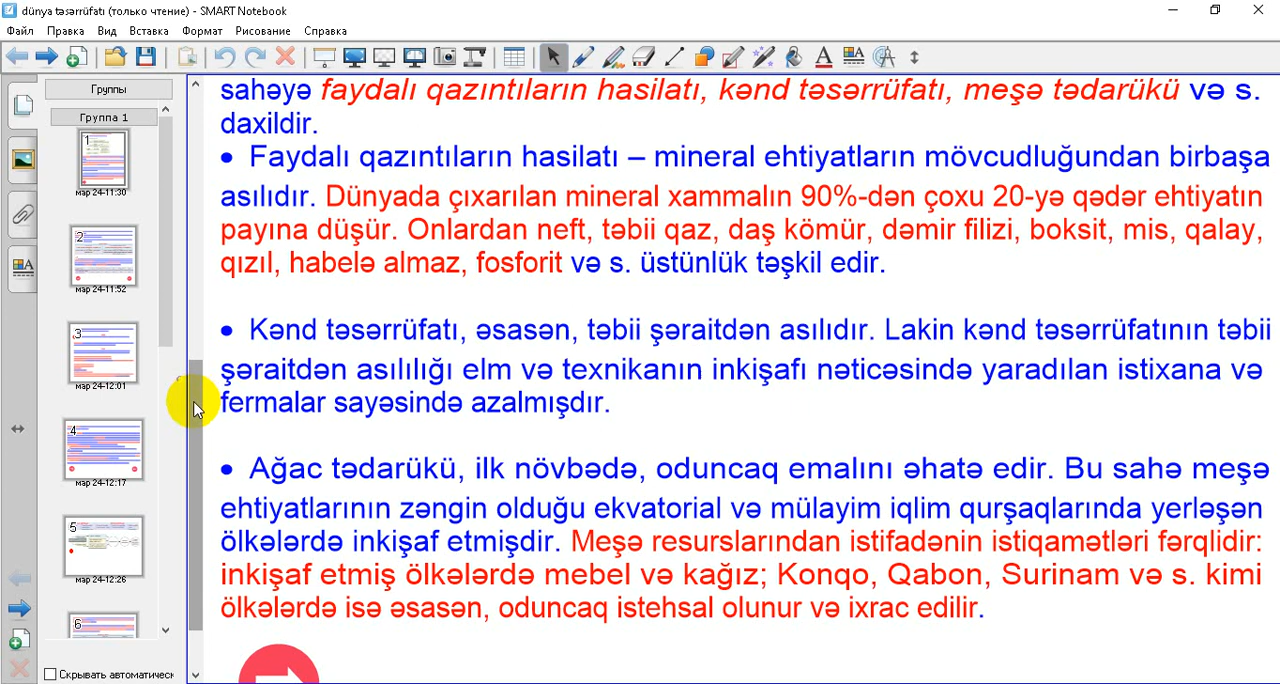 dünya təsərrüfatı (только чтение) - SMART Notebook
Файл Правка Вид Вставка Формат Рисование Справка
Группы
Группа 1
1
мар 24-11:30
2
мар 24-11:52
3
мар 24-12:01
4
мар 24-12:17
5
мар 24-12:26
6
Скрывать автоматическ
sahəyə faydalı qazıntıların hasilatı, kənd təsərrüfatı, meşə tədarükü və s.
daxildir.
• Faydalı qazıntıların hasilatı – mineral ehtiyatların mövcudluğundan birbaşa
asılıdır. Dünyada çıxarılan mineral xammalın 90%-dən çoxu 20-yə qədər ehtiyatın
payına düşür. Onlardan neft, təbii qaz, daş kömür, dəmir filizi, boksit, mis, qalay,
qızıl, habelə almaz, fosforit və s. üstünlük təşkil edir.
• Kənd təsərrüfatı, əsasən, təbii şəraitdən asılıdır. Lakin kənd təsərrüfatının təbii
şəraitdən asılılığı elm və texnikanın inkişafı nəticəsində yaradılan istixana və
fermalar sayəsində azalmışdır.
• Ağac tədarükü, ilk növbədə, oduncaq emalını əhatə edir. Bu sahə meşə
ehtiyatlarının zəngin olduğu ekvatorial və mülayim iqlim qurşaqlarında yerləşən
ölkələrdə inkişaf etmişdir. Meşə resurslarından istifadənin istiqamətləri fərqlidir:
inkişaf etmiş ölkələrdə mebel və kağız; Konqo, Qabon, Surinam və s. kimi
ölkələrdə isə əsasən, oduncaq istehsal olunur və ixrac edilir.